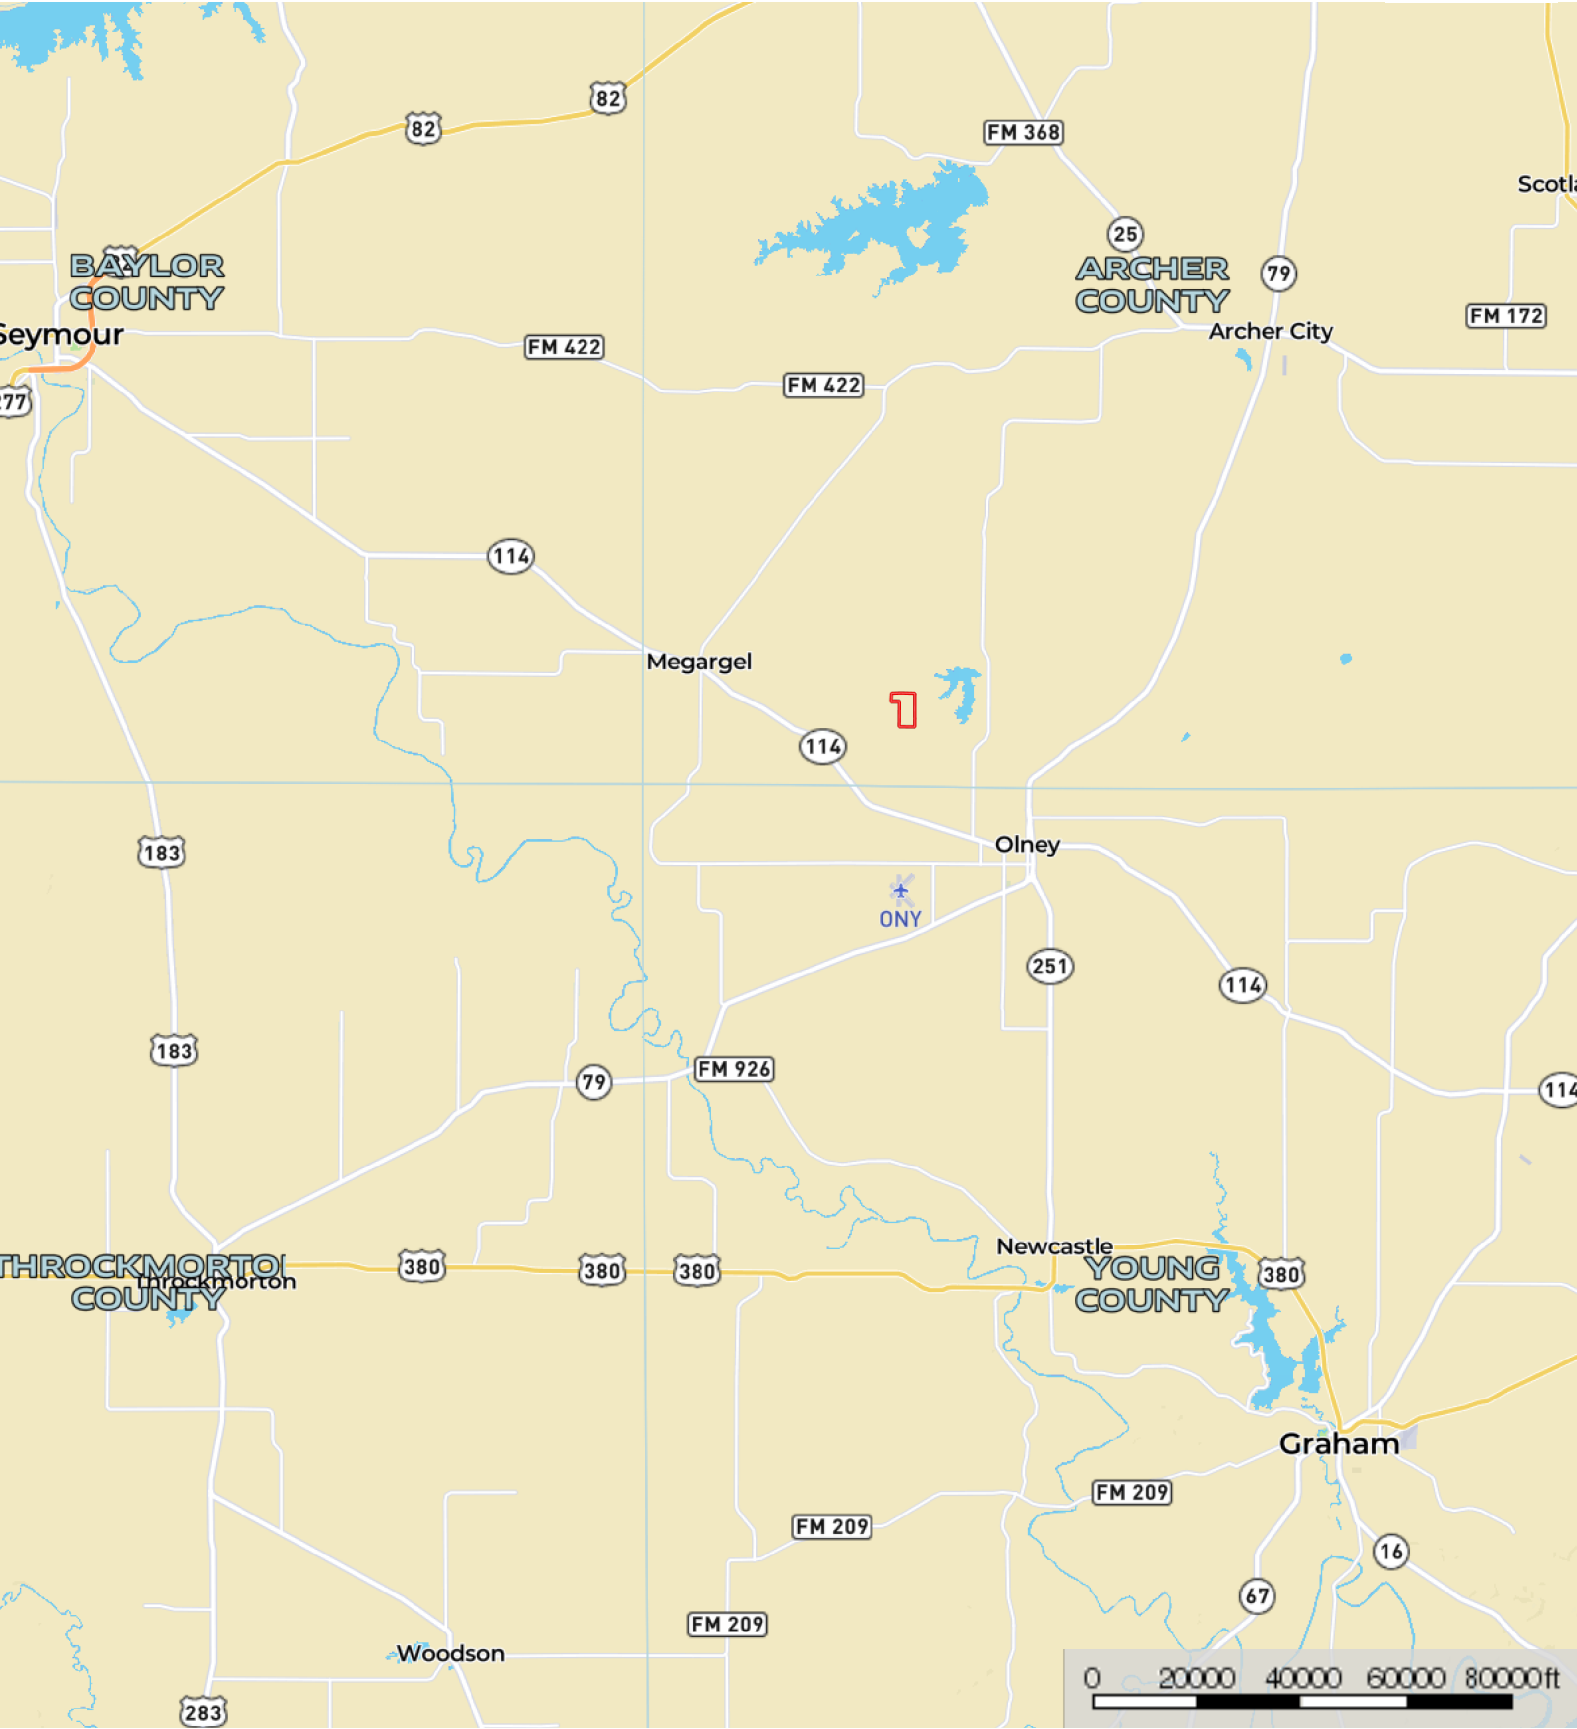 82
82
FM 368
Scotla
25
BAYLOR
COUNTY
ARCHER
COUNTY
79
FM 172
Seymour
Archer City
FM 422
FM 422
277
114
Megargel
114
Olney
183
ONY
251
114
183
FM 926
79
114
Newcastle
THROCKMORTO
COUNTY
Throckmorton
380
380
380
YOUNG
COUNTY
380
Graham
FM 209
FM 209
16
67
FM 209
Woodson
283
0 20000 40000 60000 80000ft